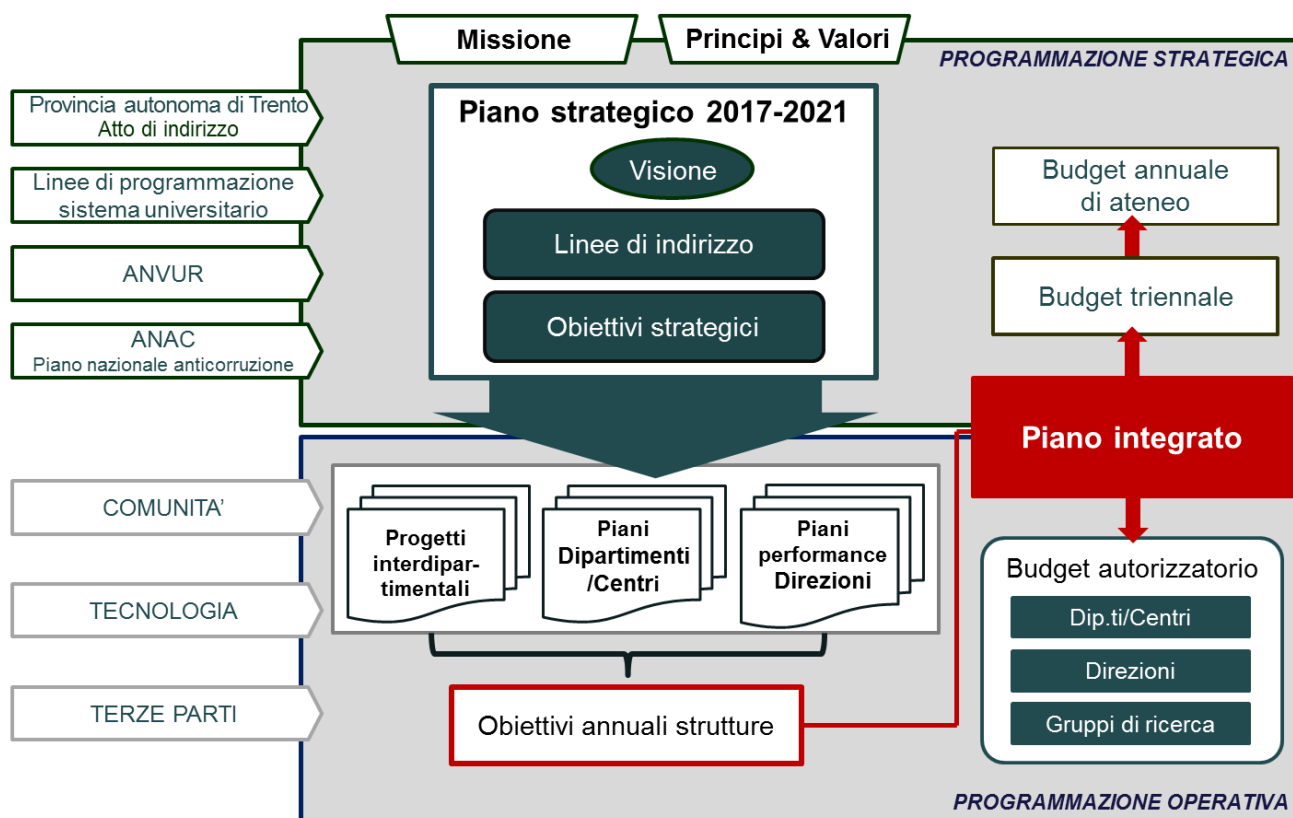 Missione
Principi & Valori
PROGRAMMAZIONE STRATEGICA
Provincia autonoma di Trento
Atto di indirizzo
Linee di programmazione
sistema universitario
ANVUR
ANAC
Piano nazionale anticorruzione
Piano strategico 2017-2021
Visione
Linee di indirizzo
Obiettivi strategici
Budget annuale
di ateneo
Budget triennale
Piano integrato
COMUNITA'
TECNOLOGIA
TERZE PARTI
Progetti
interdipar-
timentali
Piani
Dipartimenti
/Centri
Piani
performance
Direzioni
Obiettivi annuali strutture
Budget autorizzatorio
Dip.ti/Centri
Direzioni
Gruppi di ricerca
PROGRAMMAZIONE OPERATIVA